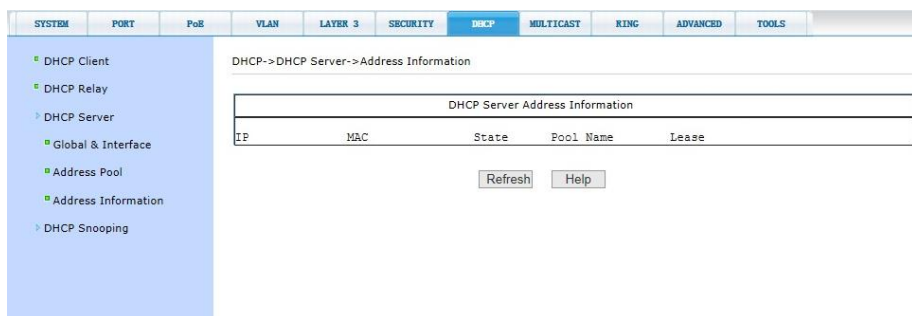 SYSTEM PORT PoE VLAN LAYER 3 SECURITY DHCP MULTICAST RING ADVANCED TOOLS
DHCP Client
DHCP Relay
DHCP Server
Global & Interface
Address Pool
Address Information
DHCP Snooping
DHCP->DHCP Server->Address Information
DHCP Server Address Information
IP MAC State Pool Name Lease
Refresh Help